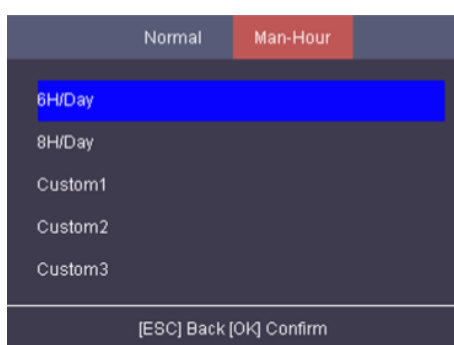 Normal Man-Hour
6H/Day
8H/Day
Custom1
Custom2
Custom3
[ESC] Back [OK] Confirm